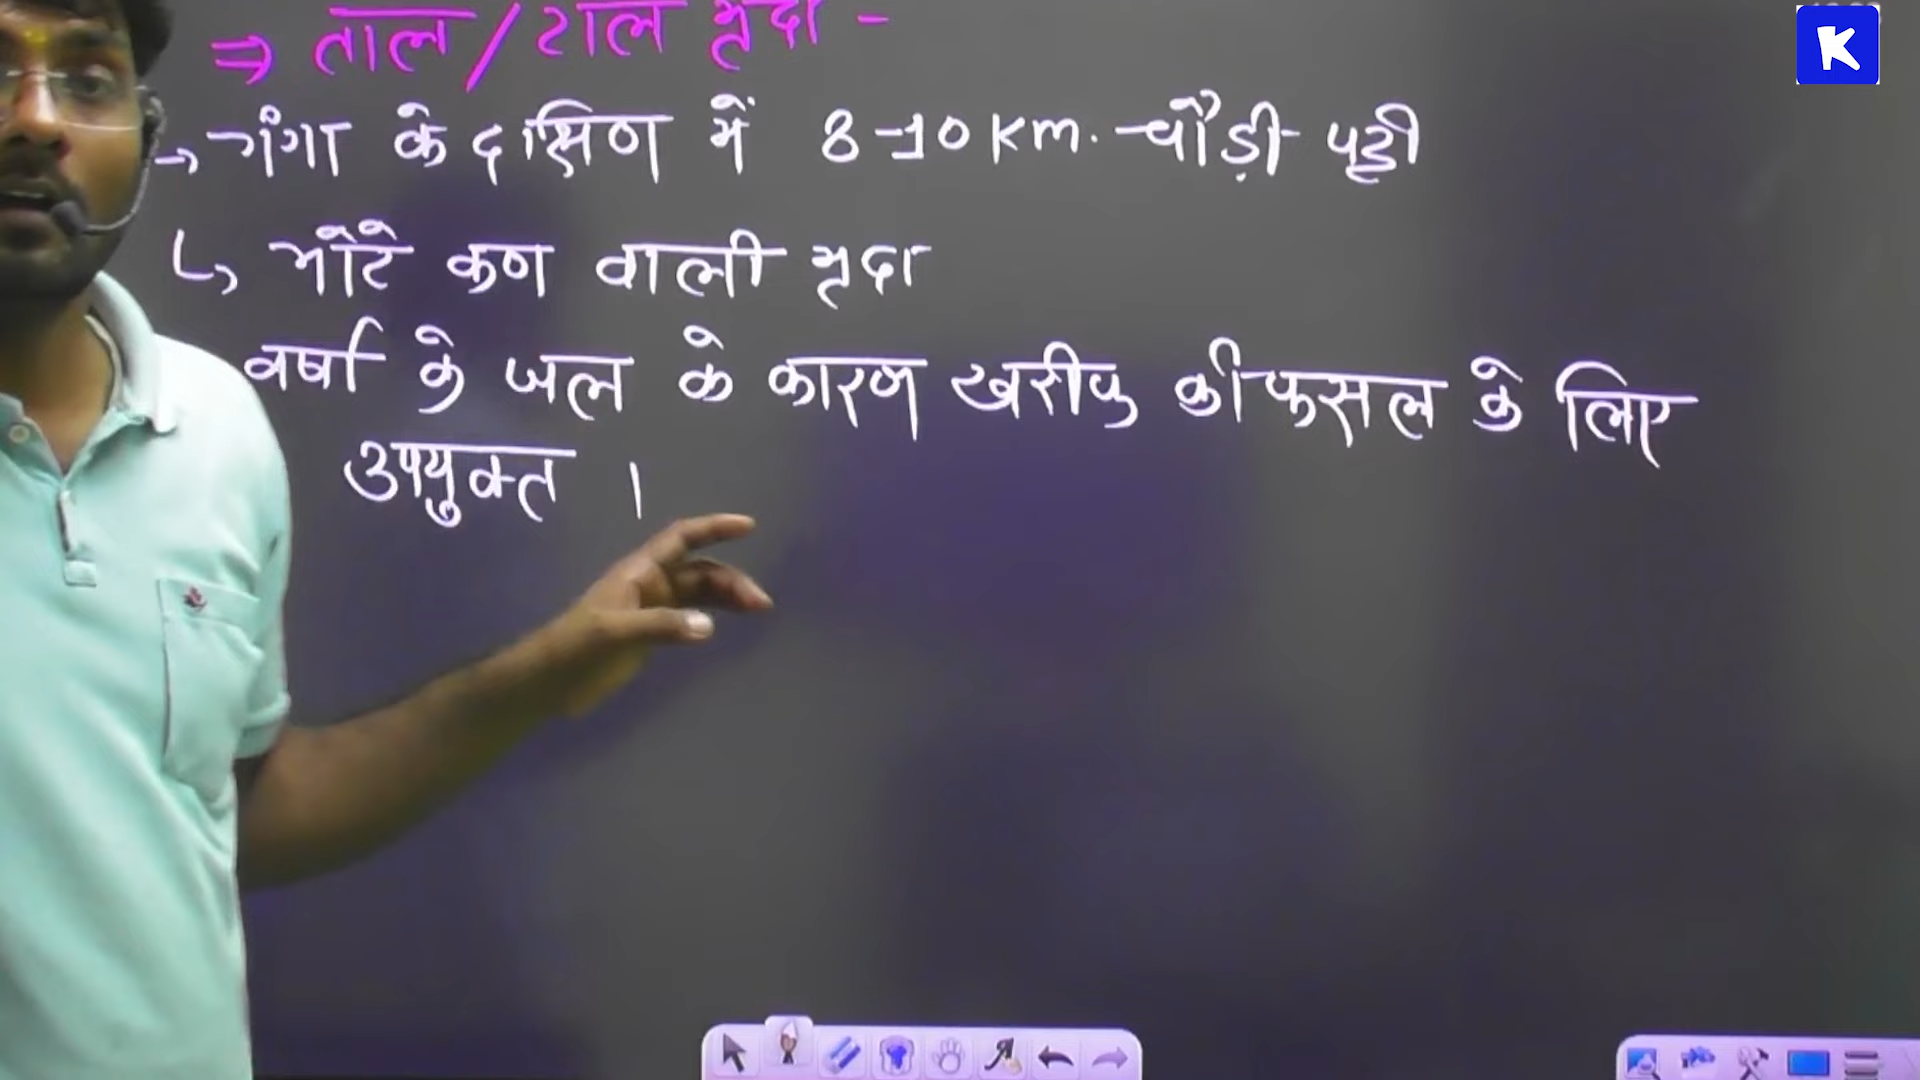 ⇒ ताल/टाल मृदा -
→ गंगा के दक्षिण में 8-10 km. चौड़ी पट्टी
↳ मोटे कण वाली मृदा
वर्षा के जल के कारण खरीफ की फसल के लिए
उपयुक्त ।
K